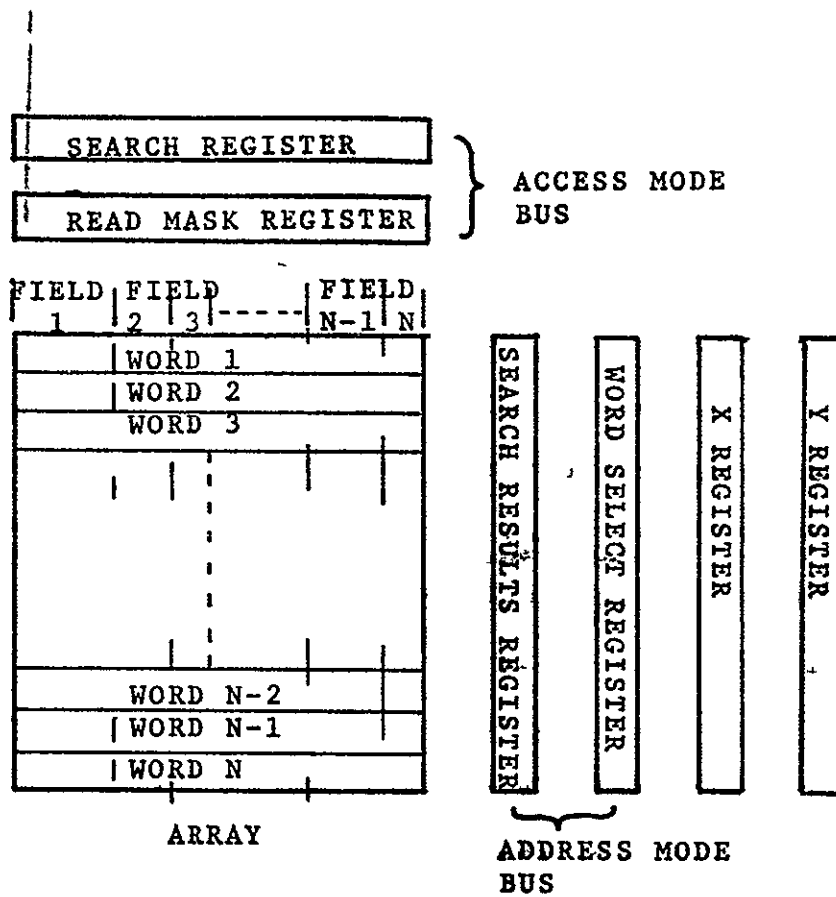 SEARCH REGISTER
READ MASK REGISTER
ACCESS MODE
BUS
FIELD FIELD FIELD
1 2 3 ------ N-1 N
WORD 1
WORD 2
WORD 3
WORD N-2
WORD N-1
WORD N
ARRAY
SEARCH RESULTS REGISTER
WORD SELECT REGISTER
X REGISTER
Y REGISTER
ADDRESS MODE
BUS